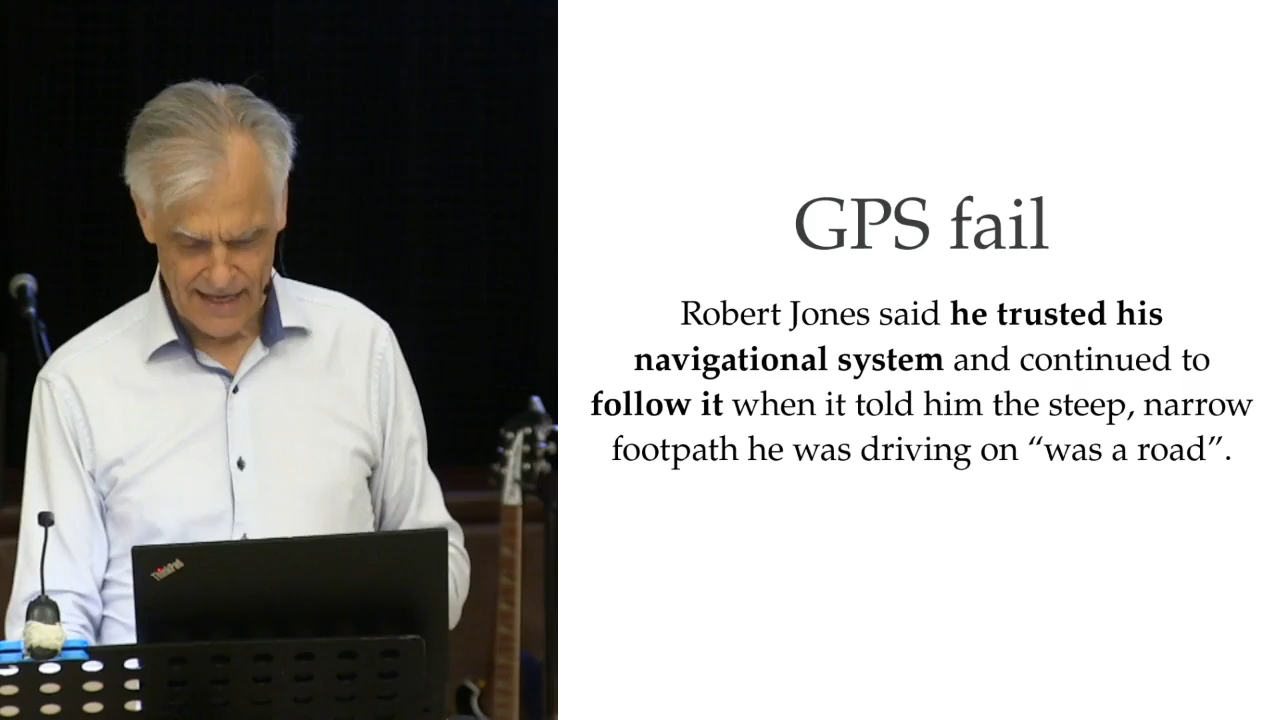 GPS fail
Robert Jones said he trusted his
navigational system and continued to
follow it when it told him the steep, narrow
footpath he was driving on “was a road”.
ThinkPad